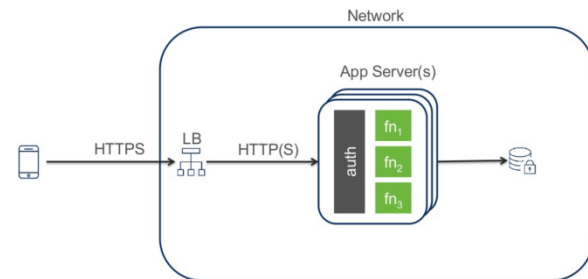 Network
App Server(s)
HTTPS
LB
HTTP(S)
auth
fn₁
fn₂
fn₃